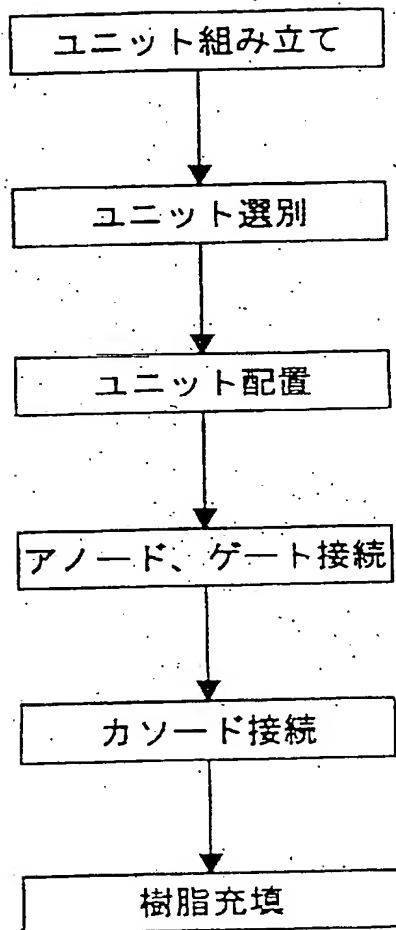 ユニット組み立て
ユニット選別
ユニット配置
アノード、ゲート接続
カソード接続
樹脂充填